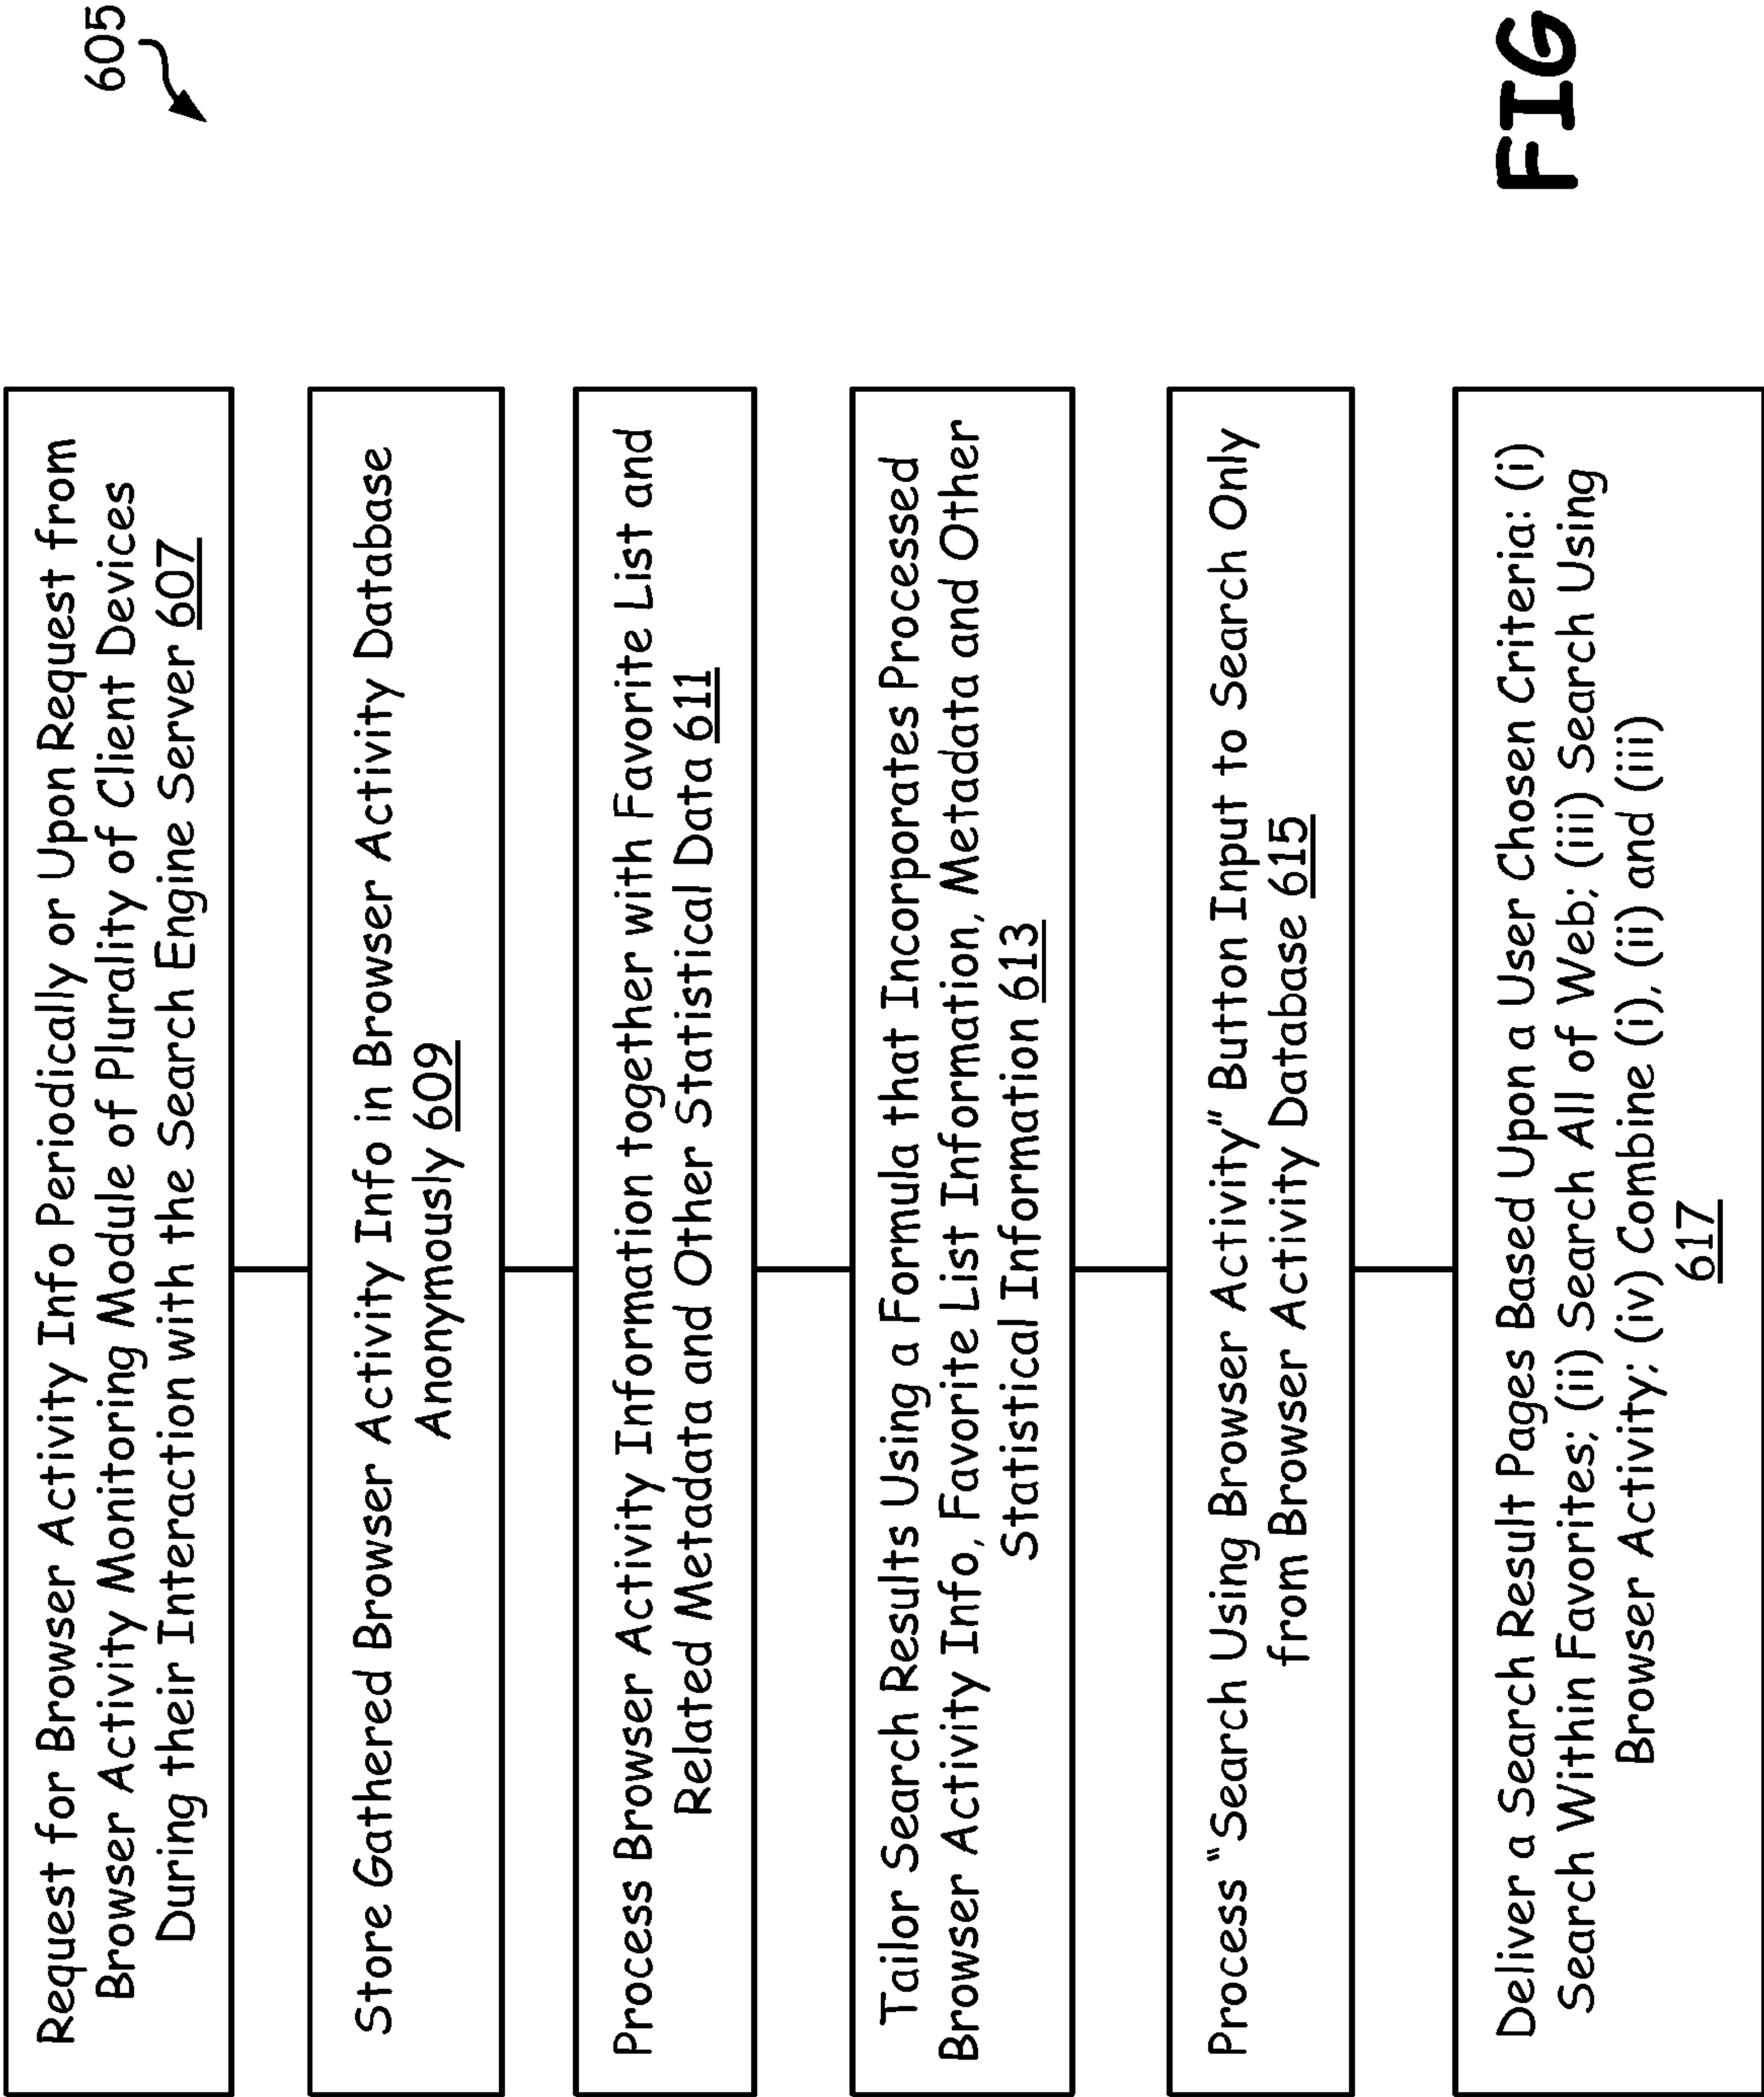 605
Request for Browser Activity Info Periodically or Upon Request from
Browser Activity Monitoring Module of Plurality of Client Devices
During their Interaction with the Search Engine Server 607
Store Gathered Browser Activity Info in Browser Activity Database
Anonymously 609
Process Browser Activity Information together with Favorite List and
Related Metadata and Other Statistical Data 611
Tailor Search Results Using a Formula that Incorporates Processed
Browser Activity Info, Favorite List Information, Metadata and Other
Statistical Information 613
Process "Search Using Browser Activity" Button Input to Search Only
from Browser Activity Database 615
Deliver a Search Result Pages Based Upon a User Chosen Criteria: (i)
Search Within Favorites; (ii) Search All of Web; (iii) Search Using
Browser Activity; (iv) Combine (i), (ii) and (iii)
617
FIG